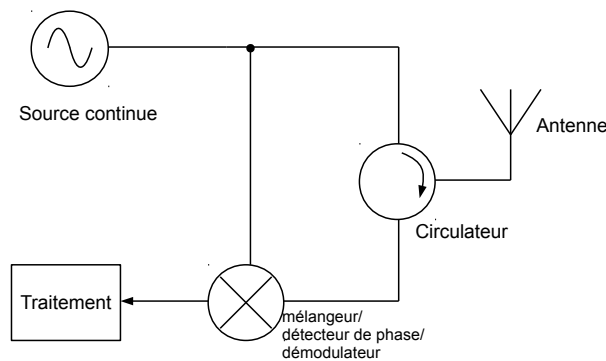 Source continue
Antenne
Circulateur
Traitement
mélangeur/
détecteur de phase/
démodulateur